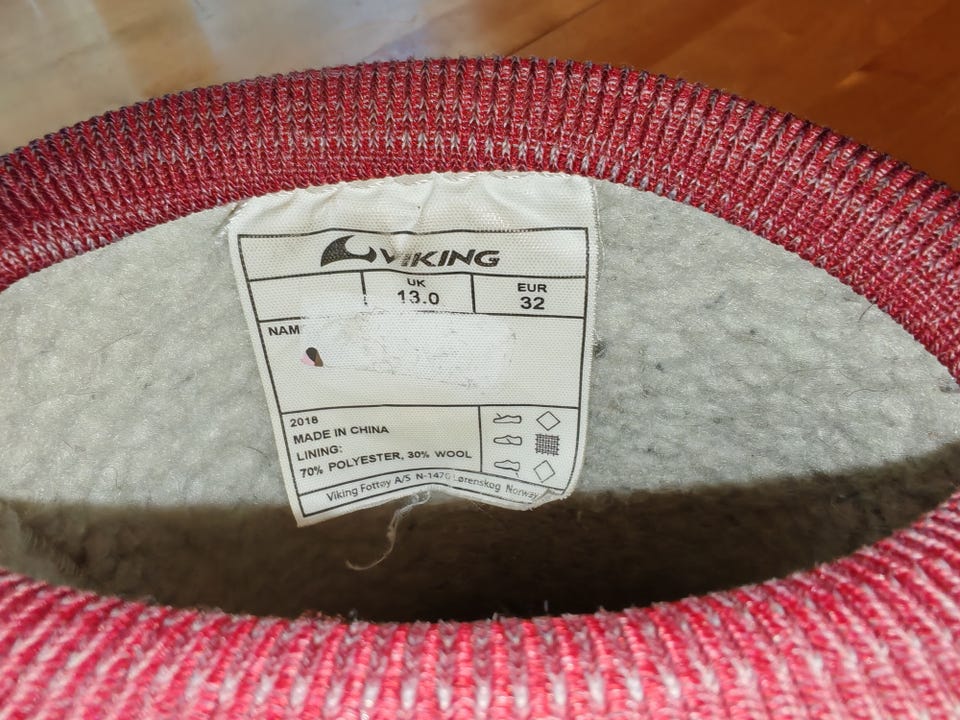 VIKING
UK EUR
13.0 32
NAM
2018
MADE IN CHINA
LINING:
70% POLYESTER, 30% WOOL
Viking Fottøy A/S N-1470 Lørenskog Norway